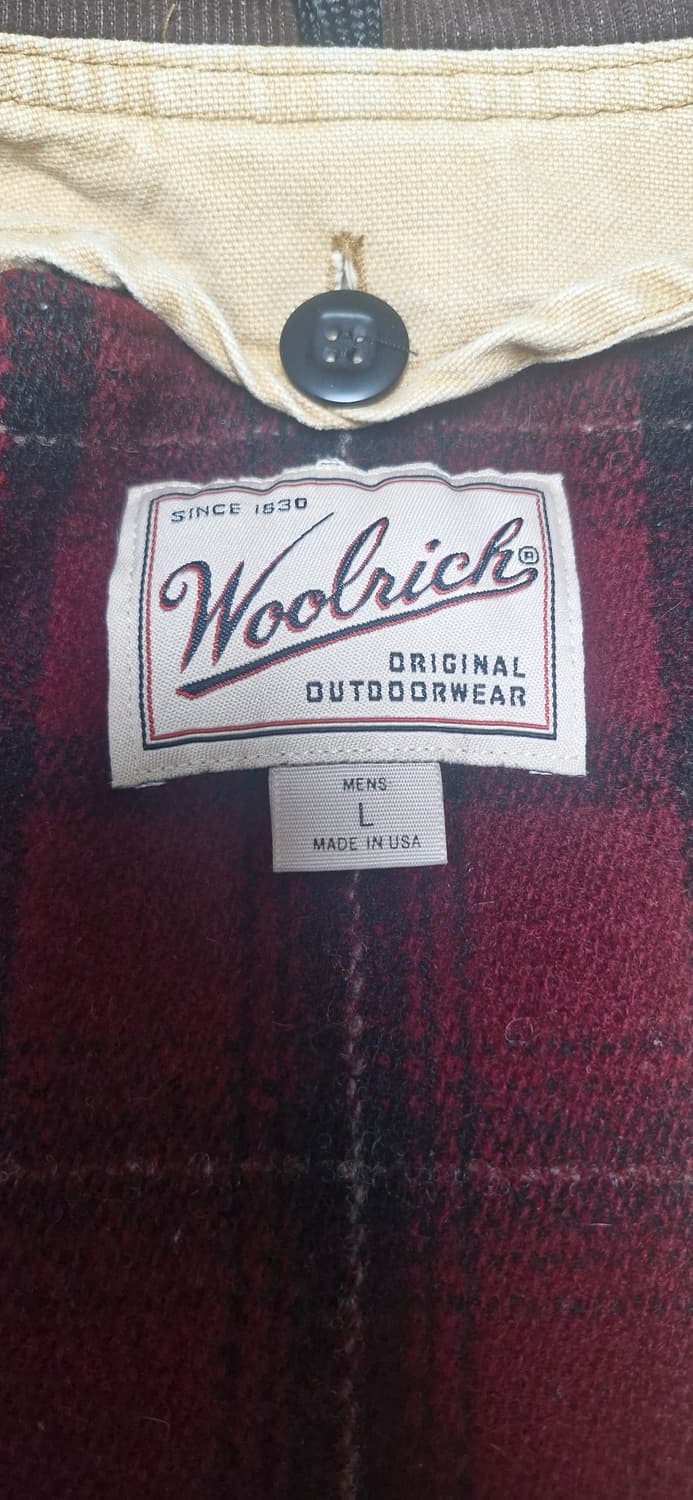 SINCE 1830
Woolrich®
ORIGINAL
OUTDOORWEAR
MENS
L
MADE IN USA